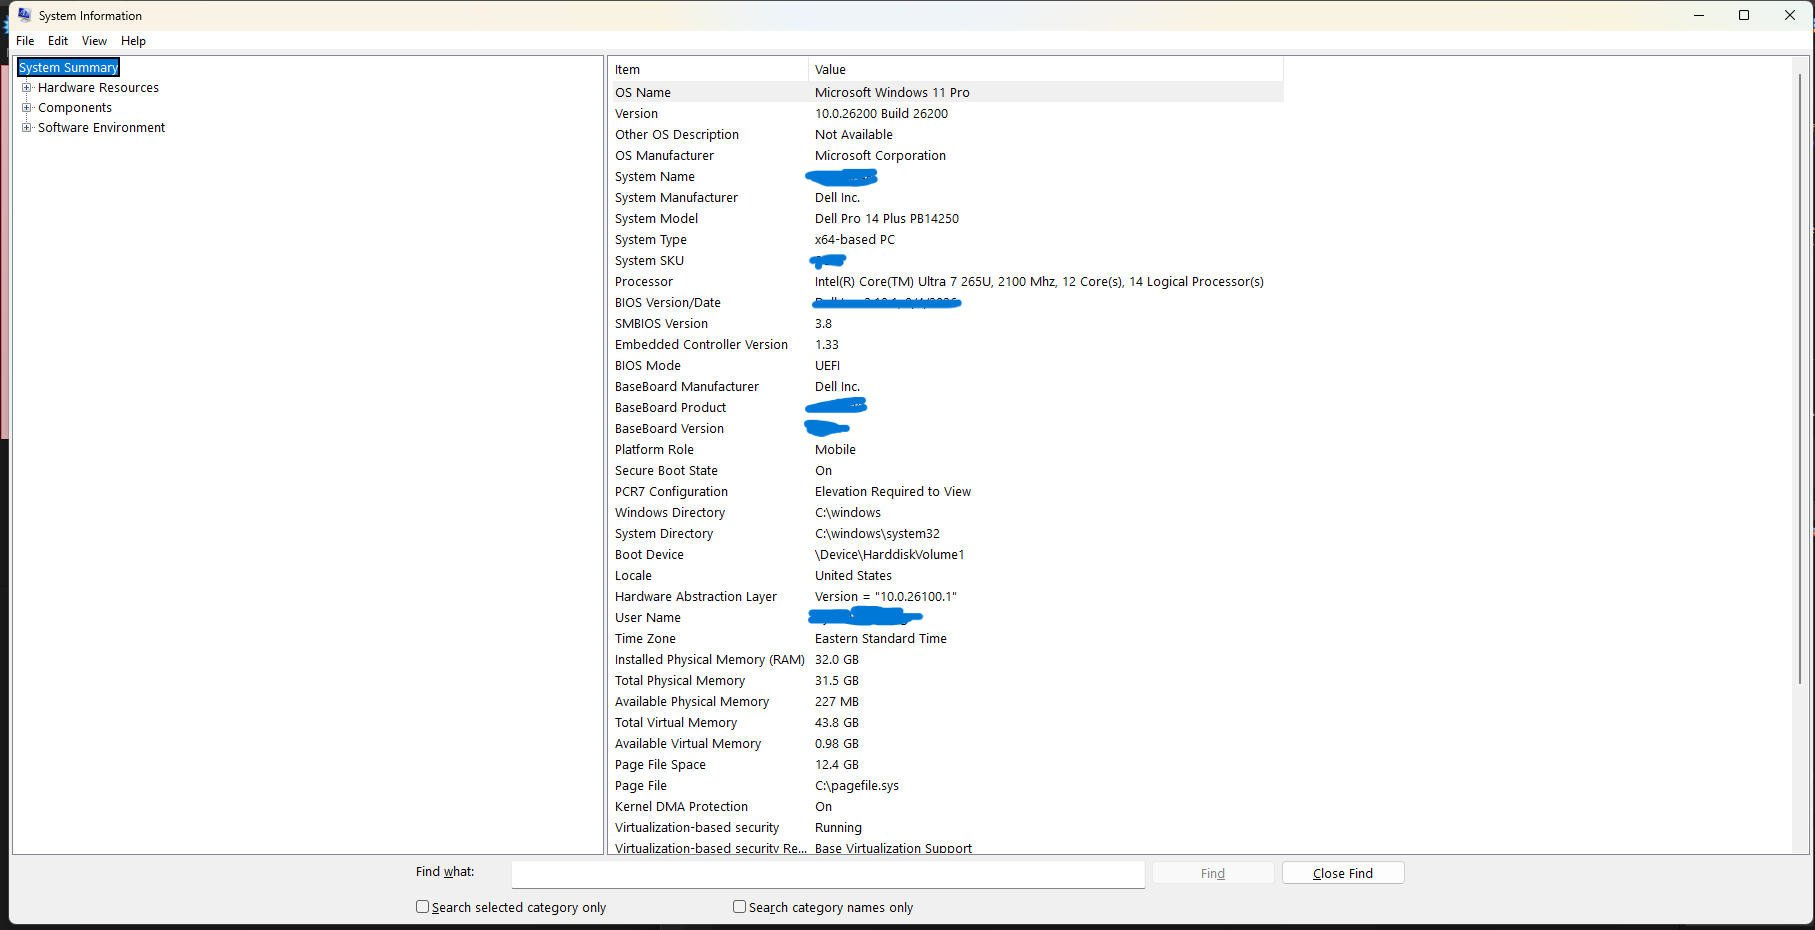 System Information
File Edit View Help
System Summary
Hardware Resources
Components
Software Environment
Item Value
OS Name Microsoft Windows 11 Pro
Version 10.0.26200 Build 26200
Other OS Description Not Available
OS Manufacturer Microsoft Corporation
System Name
System Manufacturer Dell Inc.
System Model Dell Pro 14 Plus PB14250
System Type x64-based PC
System SKU
Processor Intel(R) Core(TM) Ultra 7 265U, 2100 Mhz, 12 Core(s), 14 Logical Processor(s)
BIOS Version/Date
SMBIOS Version 3.8
Embedded Controller Version 1.33
BIOS Mode UEFI
BaseBoard Manufacturer Dell Inc.
BaseBoard Product
BaseBoard Version
Platform Role Mobile
Secure Boot State On
PCR7 Configuration Elevation Required to View
Windows Directory C:\windows
System Directory C:\windows\system32
Boot Device \Device\HarddiskVolume1
Locale United States
Hardware Abstraction Layer Version = "10.0.26100.1"
User Name
Time Zone Eastern Standard Time
Installed Physical Memory (RAM) 32.0 GB
Total Physical Memory 31.5 GB
Available Physical Memory 227 MB
Total Virtual Memory 43.8 GB
Available Virtual Memory 0.98 GB
Page File Space 12.4 GB
Page File C:\pagefile.sys
Kernel DMA Protection On
Virtualization-based security Running
Virtualization-based security Re... Base Virtualization Support
Find what: Find Close Find
Search selected category only Search category names only